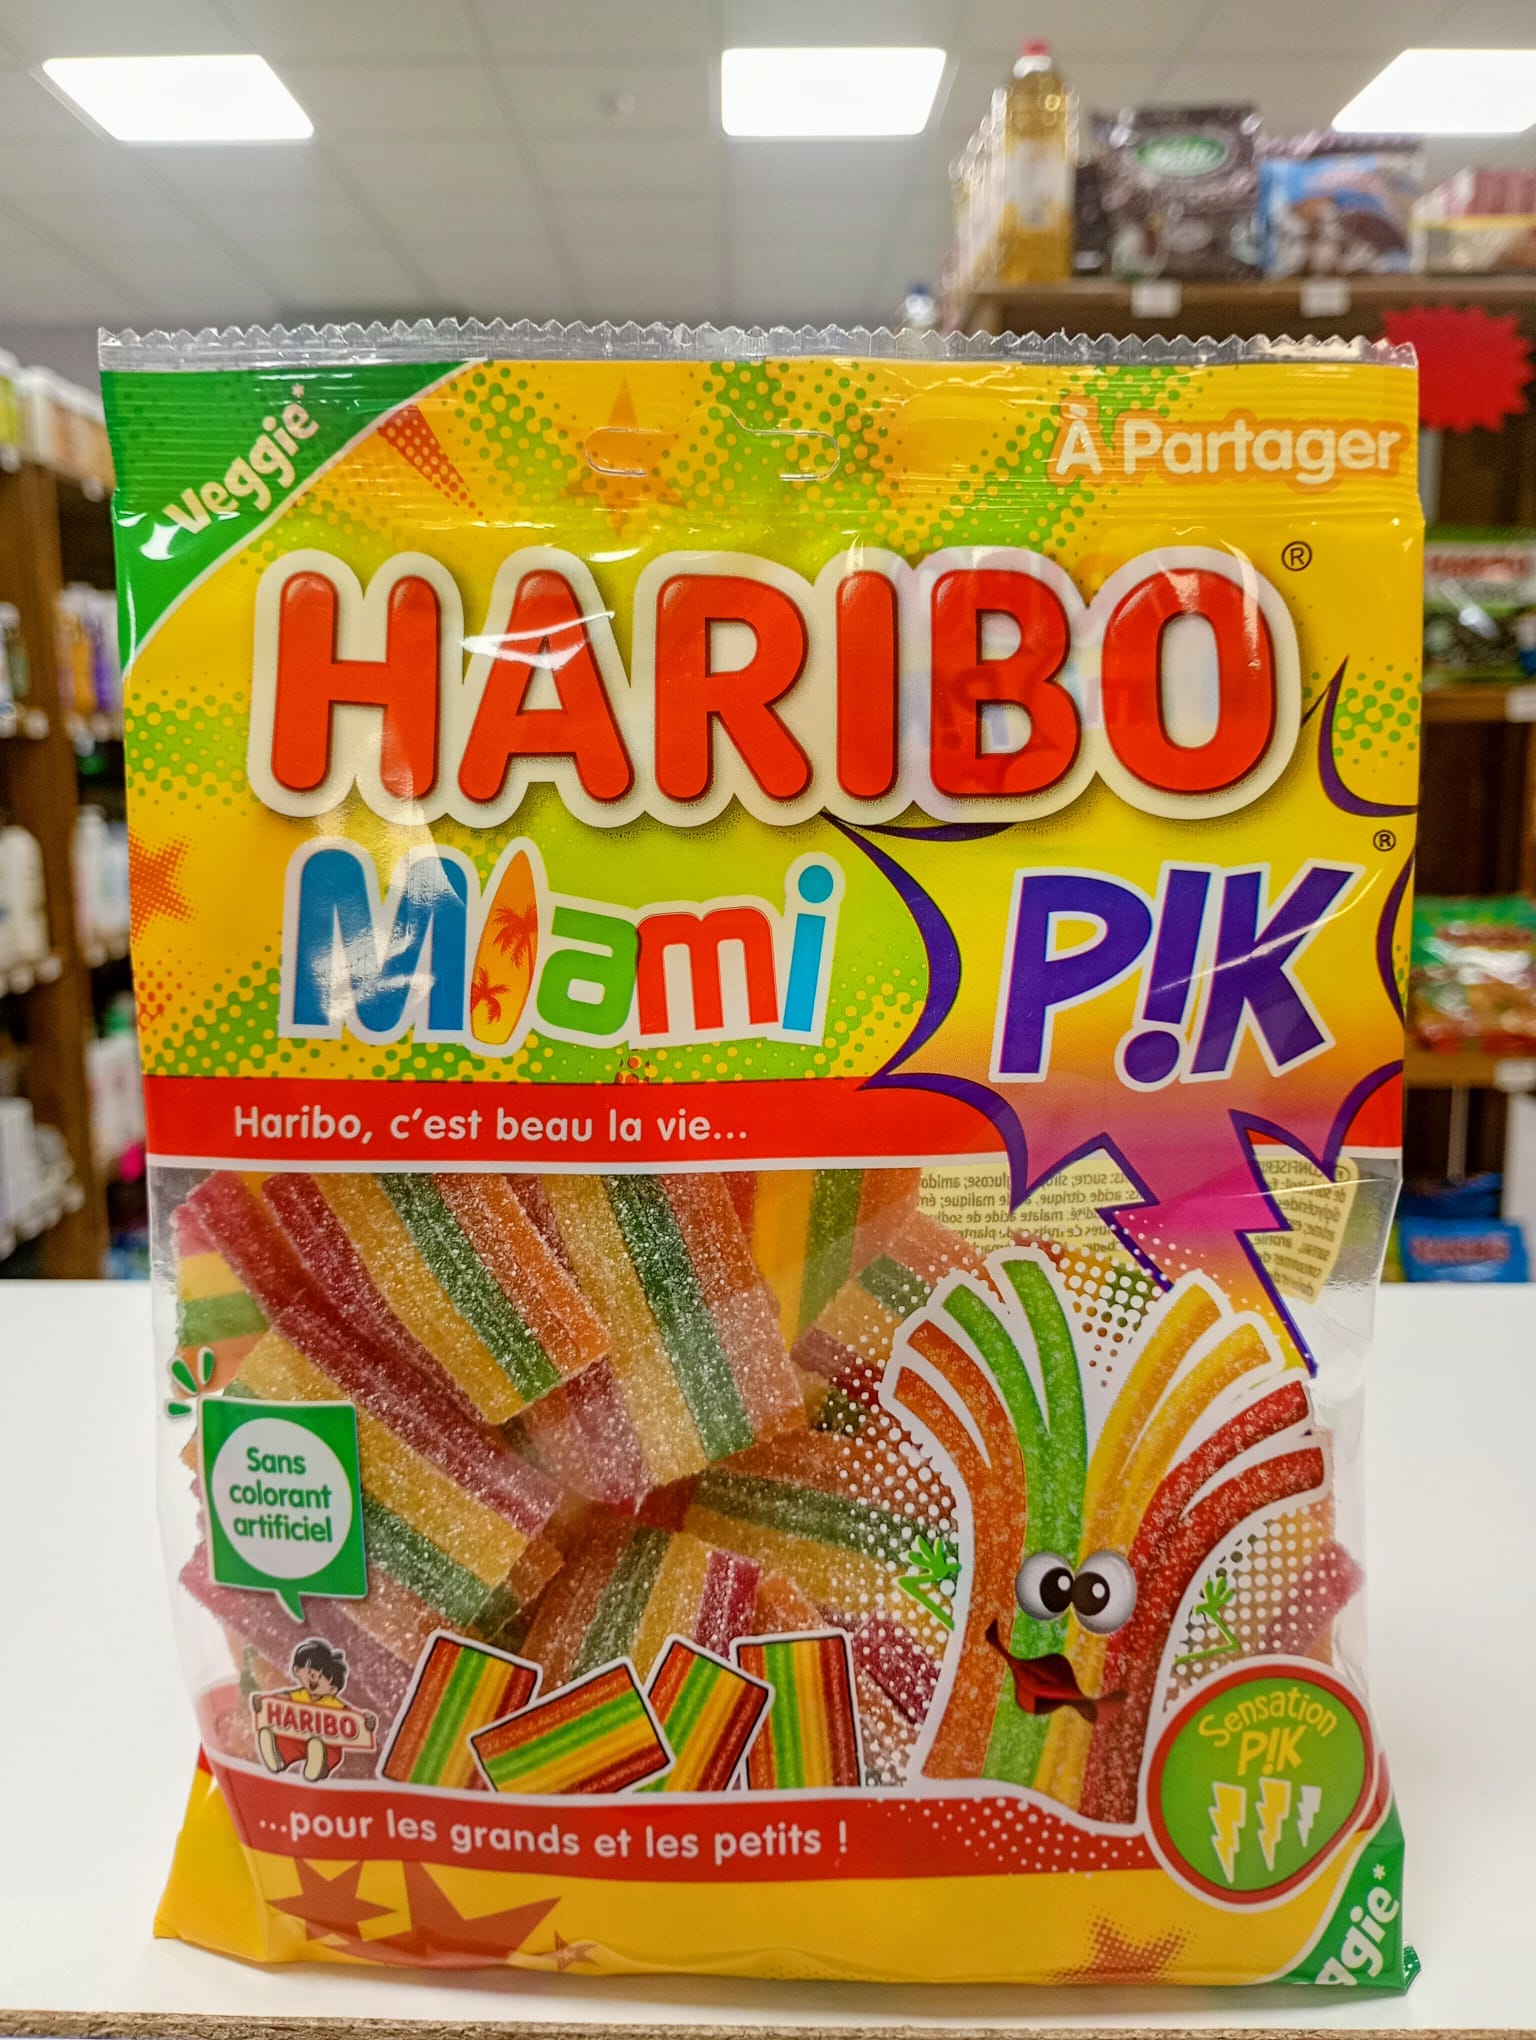 Veggie*
À Partager
HARIBO®
MIami P!K®
Haribo, c'est beau la vie...
Sans
colorant
artificiel
HARIBO
Sensation
P!K
...pour les grands et les petits !
ggie*